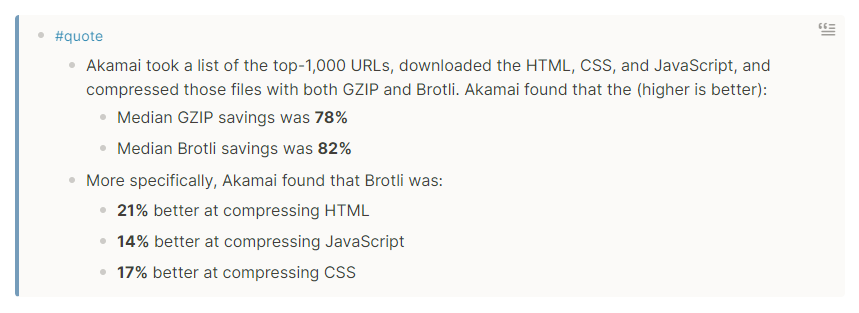 #quote
Akamai took a list of the top-1,000 URLs, downloaded the HTML, CSS, and JavaScript, and
compressed those files with both GZIP and Brotli. Akamai found that the (higher is better):
Median GZIP savings was 78%
Median Brotli savings was 82%
More specifically, Akamai found that Brotli was:
21% better at compressing HTML
14% better at compressing JavaScript
17% better at compressing CSS